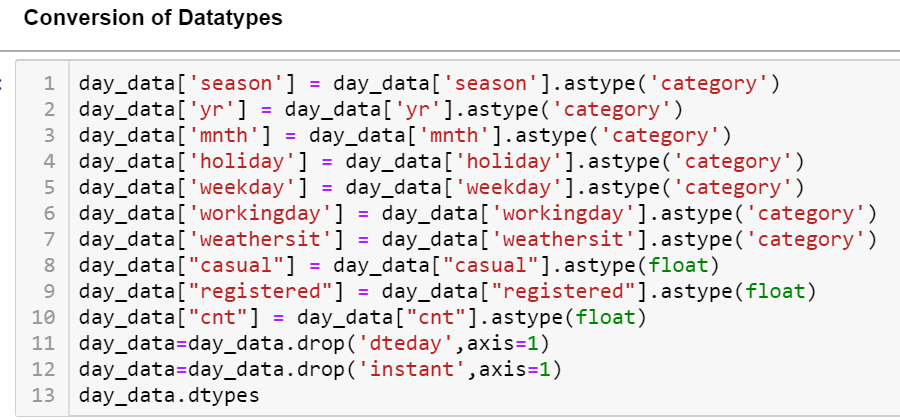 Conversion of Datatypes
1 day_data['season'] = day_data['season'].astype('category')
2 day_data['yr'] = day_data['yr'].astype('category')
3 day_data['mnth'] = day_data['mnth'].astype('category')
4 day_data['holiday'] = day_data['holiday'].astype('category')
5 day_data['weekday'] = day_data['weekday'].astype('category')
6 day_data['workingday'] = day_data['workingday'].astype('category')
7 day_data['weathersit'] = day_data['weathersit'].astype('category')
8 day_data["casual"] = day_data["casual"].astype(float)
9 day_data["registered"] = day_data["registered"].astype(float)
10 day_data["cnt"] = day_data["cnt"].astype(float)
11 day_data=day_data.drop('dteday',axis=1)
12 day_data=day_data.drop('instant',axis=1)
13 day_data.dtypes